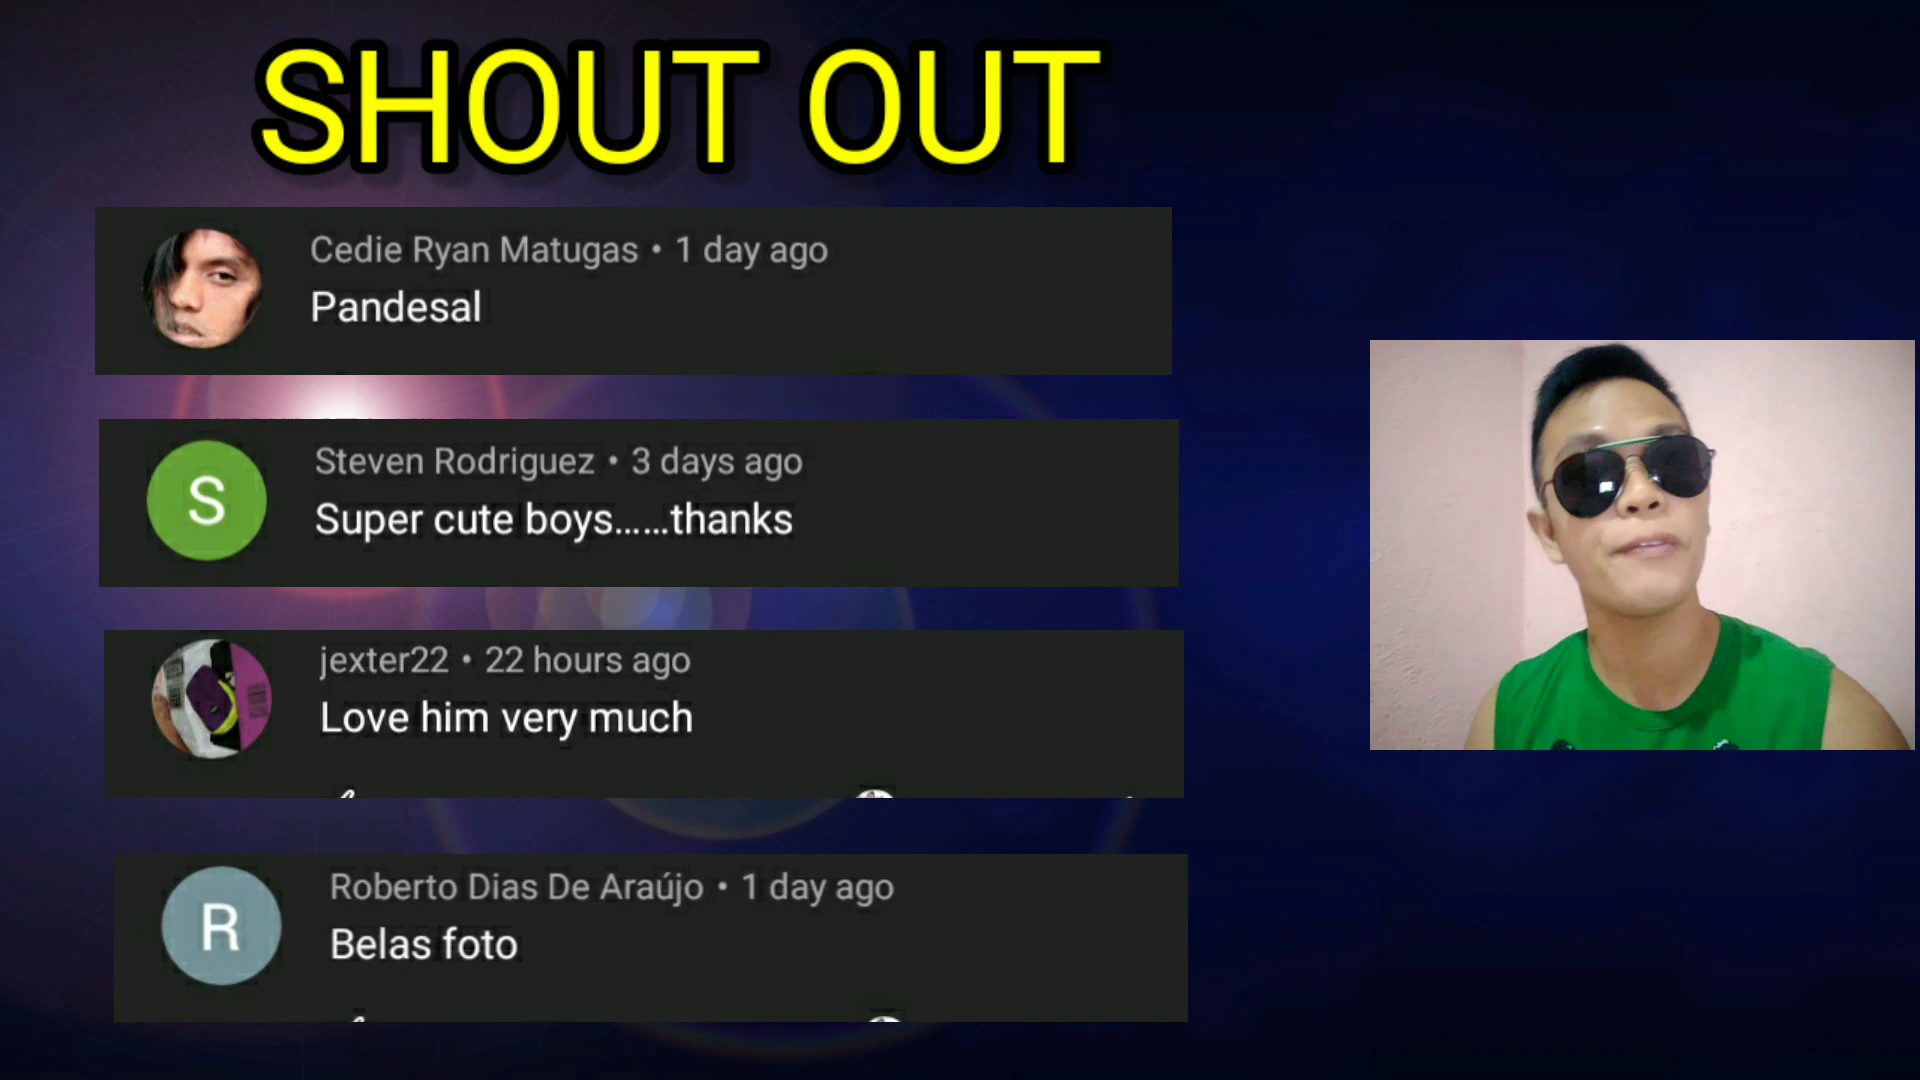 SHOUT OUT
Cedie Ryan Matugas • 1 day ago
Pandesal
S
Steven Rodriguez • 3 days ago
Super cute boys......thanks
jexter22 • 22 hours ago
Love him very much
R
Roberto Dias De Araújo • 1 day ago
Belas foto